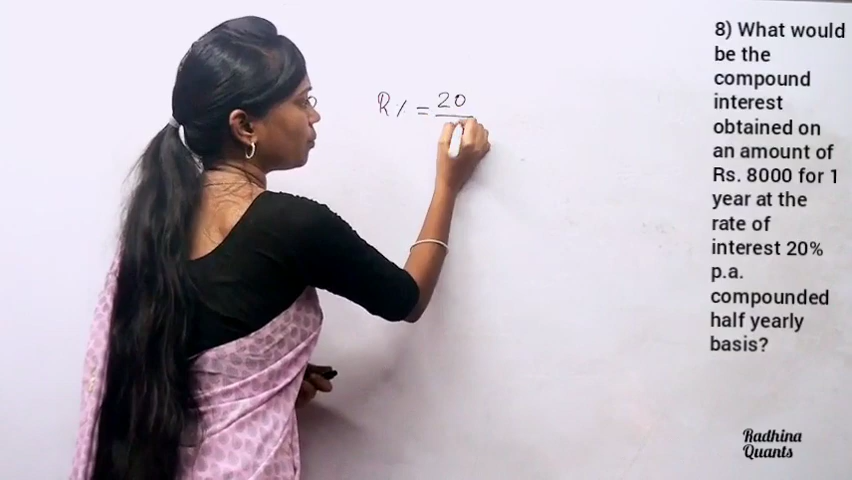 R % = 20
8) What would
be the
compound
interest
obtained on
an amount of
Rs. 8000 for 1
year at the
rate of
interest 20%
p.a.
compounded
half yearly
basis?
Radhina
Quants